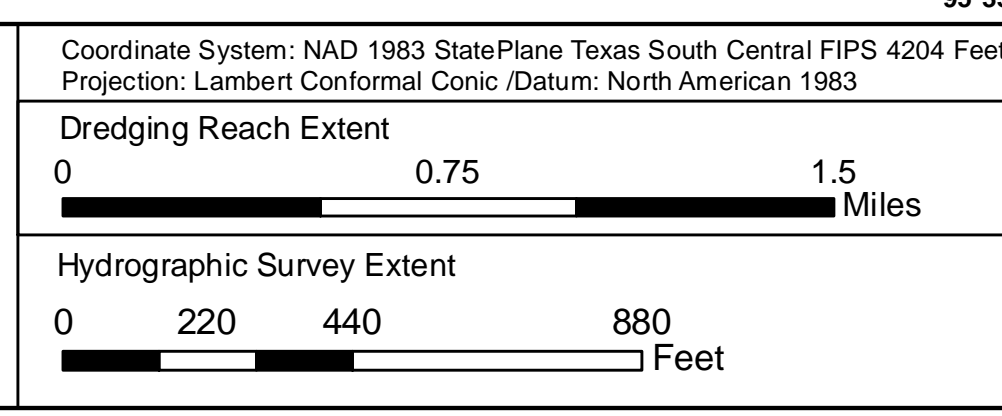 Coordinate System: NAD 1983 StatePlane Texas South Central FIPS 4204 Feet
Projection: Lambert Conformal Conic /Datum: North American 1983
Dredging Reach Extent
0 0.75 1.5
Miles
Hydrographic Survey Extent
0 220 440 880
Feet